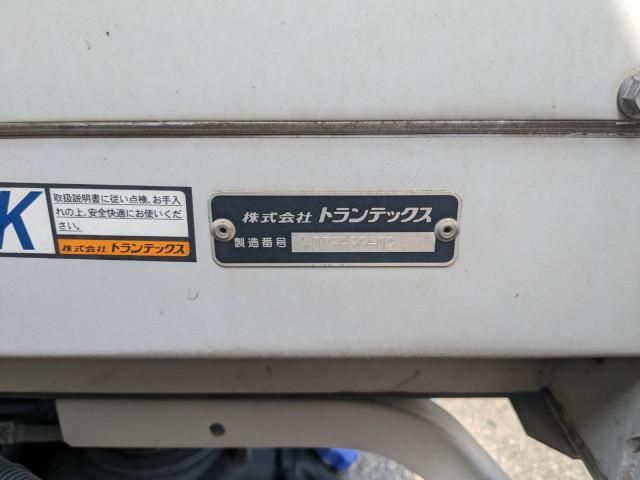 K
取扱説明書に従い点検、お手入
れの上、安全快適にお使いくだ
さい。
株式会社 トランテックス
株式会社 トランテックス
製造番号